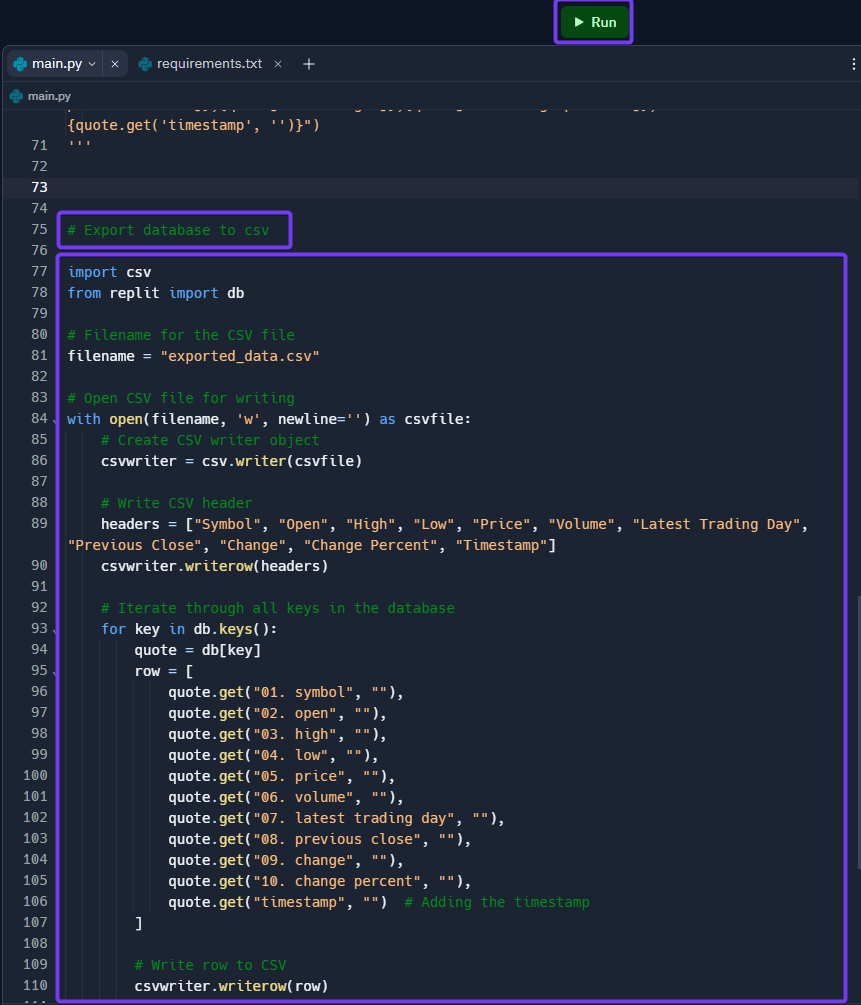 Run
main.py
requirements.txt
main.py
{quote.get('timestamp', '')}")
71 '''
72
73
74
75 # Export database to csv
76
77 import csv
78 from replit import db
79
80 # Filename for the CSV file
81 filename = "exported_data.csv"
82
83 # Open CSV file for writing
84 with open(filename, 'w', newline='') as csvfile:
85 # Create CSV writer object
86 csvwriter = csv.writer(csvfile)
87
88 # Write CSV header
89 headers = ["Symbol", "Open", "High", "Low", "Price", "Volume", "Latest Trading Day",
"Previous Close", "Change", "Change Percent", "Timestamp"]
90 csvwriter.writerow(headers)
91
92 # Iterate through all keys in the database
93 for key in db.keys():
94 quote = db[key]
95 row = [
96 quote.get("01. symbol", ""),
97 quote.get("02. open", ""),
98 quote.get("03. high", ""),
99 quote.get("04. low", ""),
100 quote.get("05. price", ""),
101 quote.get("06. volume", ""),
102 quote.get("07. latest trading day", ""),
103 quote.get("08. previous close", ""),
104 quote.get("09. change", ""),
105 quote.get("10. change percent", ""),
106 quote.get("timestamp", "") # Adding the timestamp
107 ]
108
109 # Write row to CSV
110 csvwriter.writerow(row)